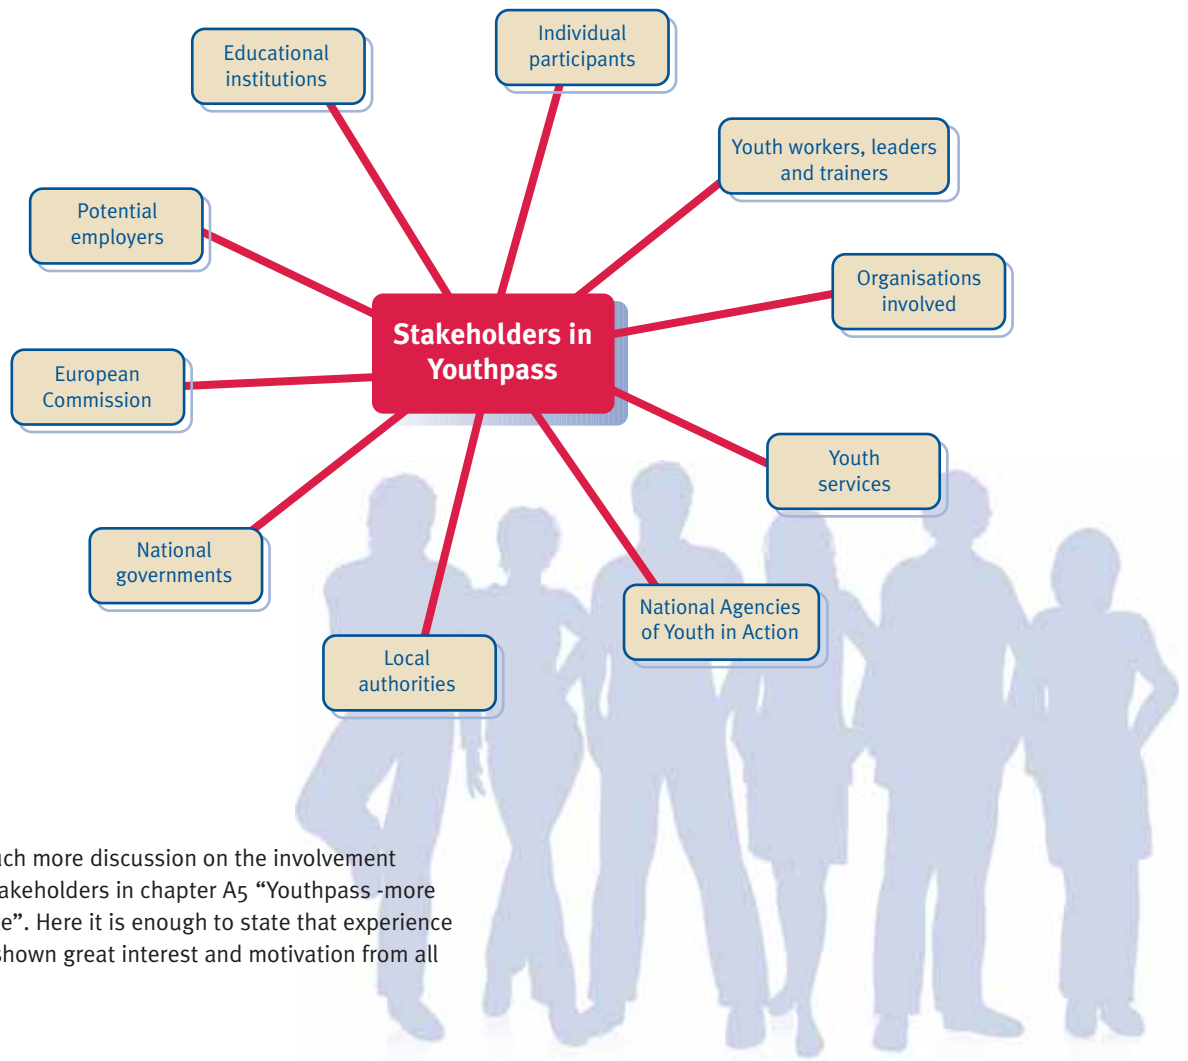 Individual
participants
Educational
institutions
Youth workers, leaders
and trainers
Potential
employers
Organisations
involved
Stakeholders in
Youthpass
European
Commission
Youth
services
National
governments
National Agencies
of Youth in Action
Local
authorities
more discussion on the involvement
in chapter A5 “Youthpass -more
”. Here it is enough to state that experience
shown great interest and motivation from all